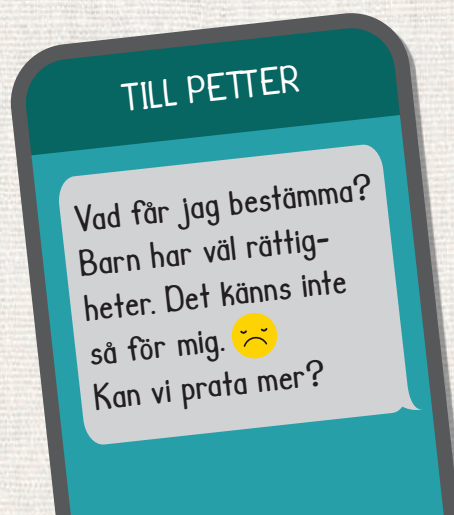 TILL PETTER
Vad får jag bestämma?
Barn har väl rättig-
heter. Det känns inte
så för mig.
Kan vi prata mer?